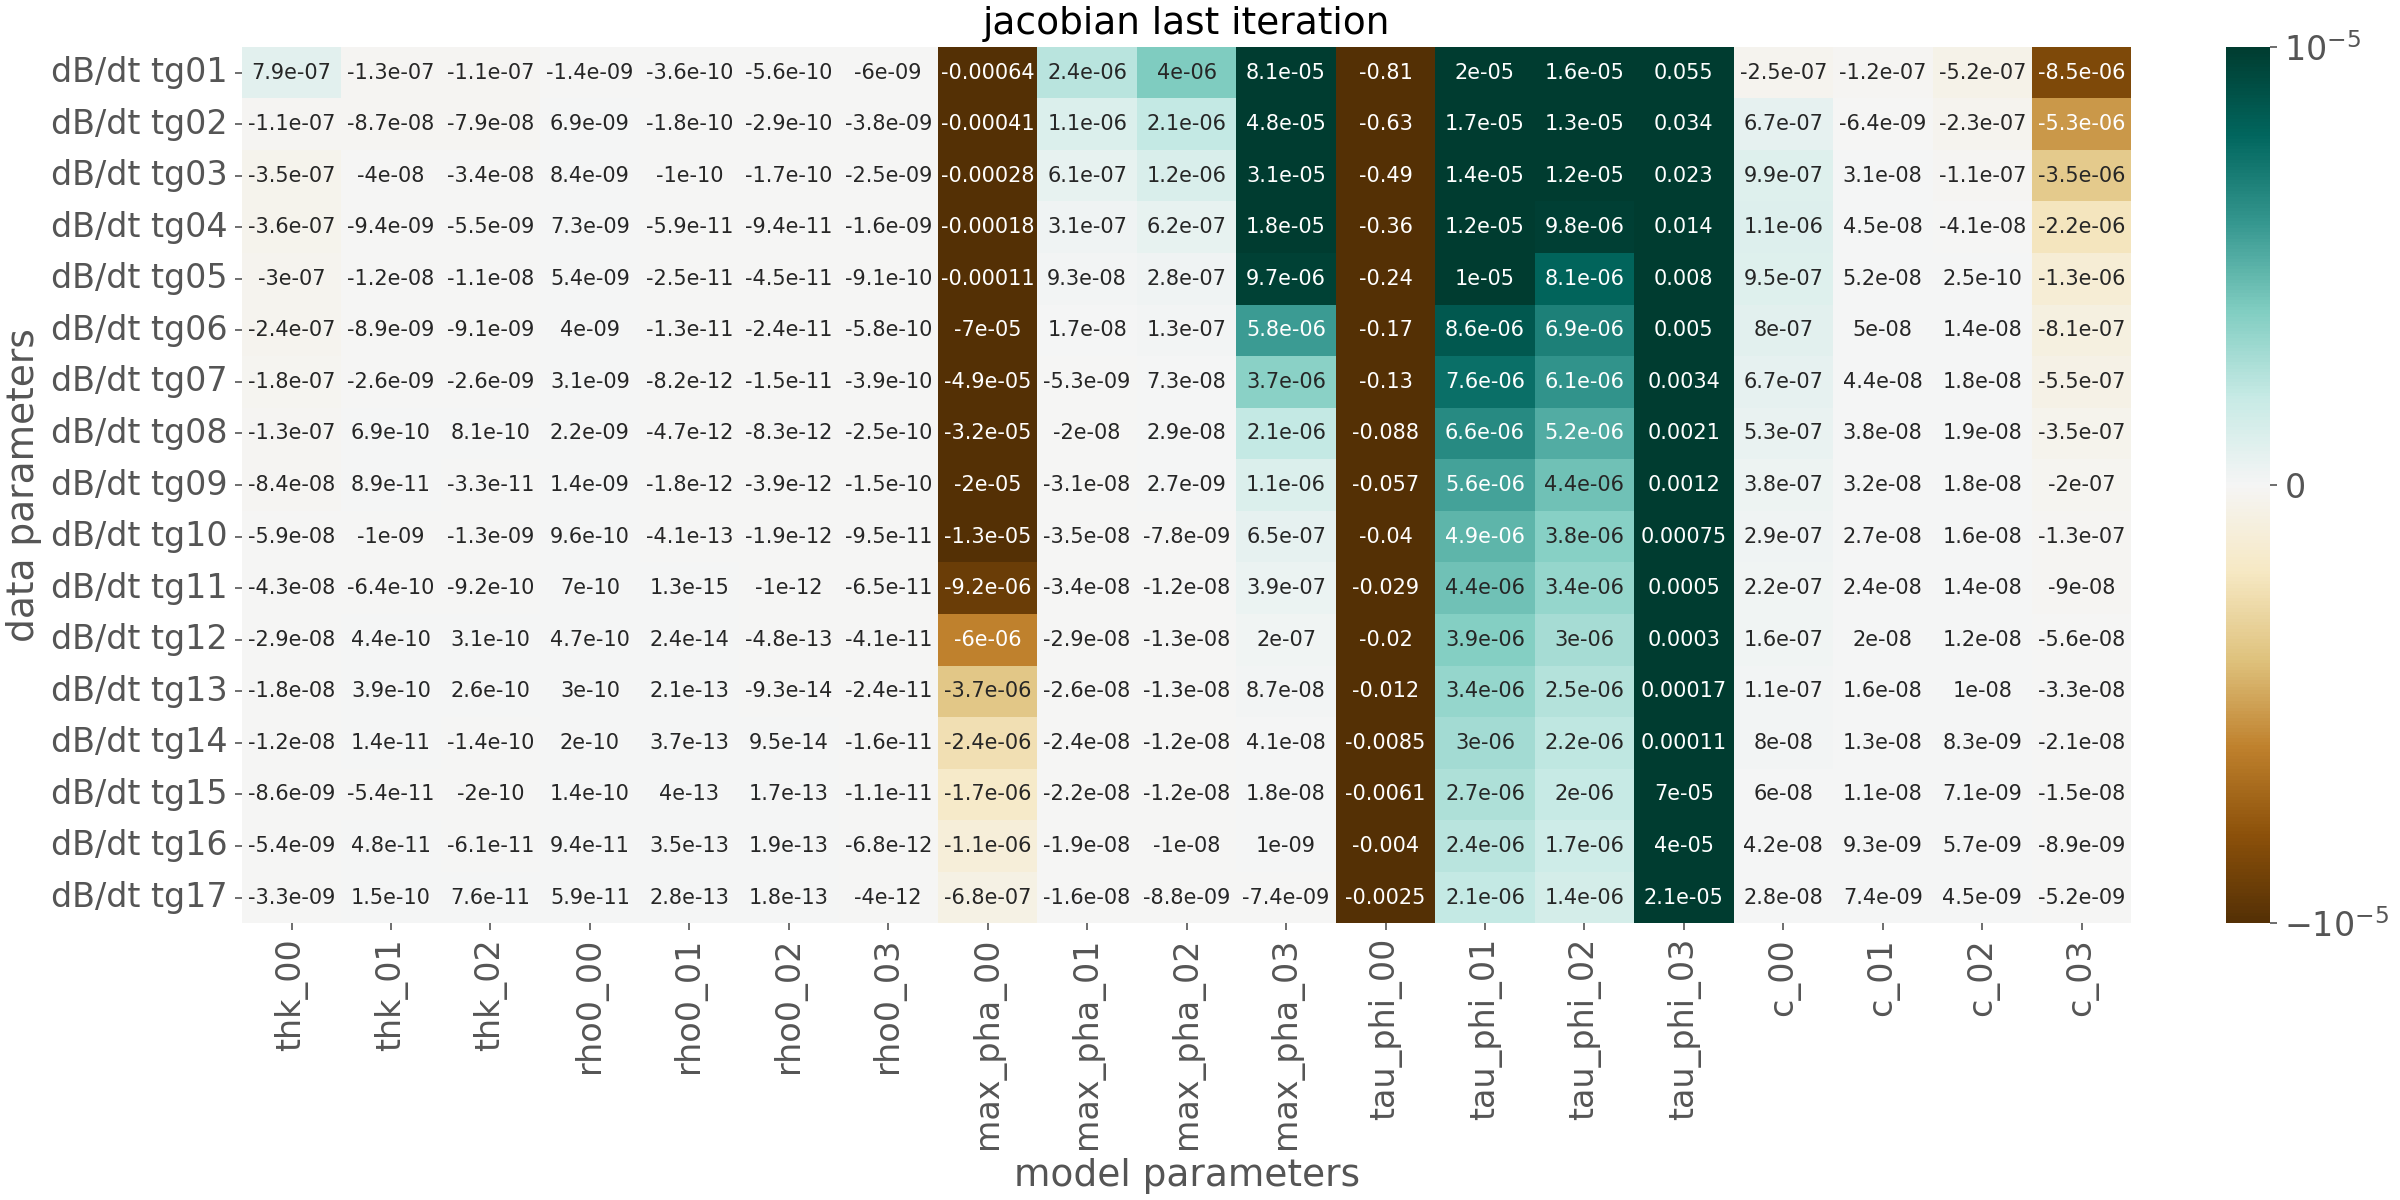 jacobian last iteration
dB/dt tg01 7.9e-07 -1.3e-07 -1.1e-07 -1.4e-09 -3.6e-10 -5.6e-10 -6e-09 -0.00064 2.4e-06 4e-06 8.1e-05 -0.81 2e-05 1.6e-05 0.055 -2.5e-07 -1.2e-07 -5.2e-07 -8.5e-06
dB/dt tg02 -1.1e-07 -8.7e-08 -7.9e-08 6.9e-09 -1.8e-10 -2.9e-10 -3.8e-09 -0.00041 1.1e-06 2.1e-06 4.8e-05 -0.63 1.7e-05 1.3e-05 0.034 6.7e-07 -6.4e-09 -2.3e-07 -5.3e-06
dB/dt tg03 -3.5e-07 -4e-08 -3.4e-08 8.4e-09 -1e-10 -1.7e-10 -2.5e-09 -0.00028 6.1e-07 1.2e-06 3.1e-05 -0.49 1.4e-05 1.2e-05 0.023 9.9e-07 3.1e-08 -1.1e-07 -3.5e-06
dB/dt tg04 -3.6e-07 -9.4e-09 -5.5e-09 7.3e-09 -5.9e-11 -9.4e-11 -1.6e-09 -0.00018 3.1e-07 6.2e-07 1.8e-05 -0.36 1.2e-05 9.8e-06 0.014 1.1e-06 4.5e-08 -4.1e-08 -2.2e-06
dB/dt tg05 -3e-07 -1.2e-08 -1.1e-08 5.4e-09 -2.5e-11 -4.5e-11 -9.1e-10 -0.00011 9.3e-08 2.8e-07 9.7e-06 -0.24 1e-05 8.1e-06 0.008 9.5e-07 5.2e-08 2.5e-10 -1.3e-06
dB/dt tg06 -2.4e-07 -8.9e-09 -9.1e-09 4e-09 -1.3e-11 -2.4e-11 -5.8e-10 -7e-05 1.7e-08 1.3e-07 5.8e-06 -0.17 8.6e-06 6.9e-06 0.005 8e-07 5e-08 1.4e-08 -8.1e-07
dB/dt tg07 -1.8e-07 -2.6e-09 -2.6e-09 3.1e-09 -8.2e-12 -1.5e-11 -3.9e-10 -4.9e-05 -5.3e-09 7.3e-08 3.7e-06 -0.13 7.6e-06 6.1e-06 0.0034 6.7e-07 4.4e-08 1.8e-08 -5.5e-07
dB/dt tg08 -1.3e-07 6.9e-10 8.1e-10 2.2e-09 -4.7e-12 -8.3e-12 -2.5e-10 -3.2e-05 -2e-08 2.9e-08 2.1e-06 -0.088 6.6e-06 5.2e-06 0.0021 5.3e-07 3.8e-08 1.9e-08 -3.5e-07
dB/dt tg09 -8.4e-08 8.9e-11 -3.3e-11 1.4e-09 -1.8e-12 -3.9e-12 -1.5e-10 -2e-05 -3.1e-08 2.7e-09 1.1e-06 -0.057 5.6e-06 4.4e-06 0.0012 3.8e-07 3.2e-08 1.8e-08 -2e-07
dB/dt tg10 -5.9e-08 -1e-09 -1.3e-09 9.6e-10 -4.1e-13 -1.9e-12 -9.5e-11 -1.3e-05 -3.5e-08 -7.8e-09 6.5e-07 -0.04 4.9e-06 3.8e-06 0.00075 2.9e-07 2.7e-08 1.6e-08 -1.3e-07
dB/dt tg11 -4.3e-08 -6.4e-10 -9.2e-10 7e-10 1.3e-15 -1e-12 -6.5e-11 -9.2e-06 -3.4e-08 -1.2e-08 3.9e-07 -0.029 4.4e-06 3.4e-06 0.0005 2.2e-07 2.4e-08 1.4e-08 -9e-08
dB/dt tg12 -2.9e-08 4.4e-10 3.1e-10 4.7e-10 2.4e-14 -4.8e-13 -4.1e-11 -6e-06 -2.9e-08 -1.3e-08 2e-07 -0.02 3.9e-06 3e-06 0.0003 1.6e-07 2e-08 1.2e-08 -5.6e-08
dB/dt tg13 -1.8e-08 3.9e-10 2.6e-10 3e-10 2.1e-13 -9.3e-14 -2.4e-11 -3.7e-06 -2.6e-08 -1.3e-08 8.7e-08 -0.012 3.4e-06 2.5e-06 0.00017 1.1e-07 1.6e-08 1e-08 -3.3e-08
dB/dt tg14 -1.2e-08 1.4e-11 -1.4e-10 2e-10 3.7e-13 9.5e-14 -1.6e-11 -2.4e-06 -2.4e-08 -1.2e-08 4.1e-08 -0.0085 3e-06 2.2e-06 0.00011 8e-08 1.3e-08 8.3e-09 -2.1e-08
dB/dt tg15 -8.6e-09 -5.4e-11 -2e-10 1.4e-10 4e-13 1.7e-13 -1.1e-11 -1.7e-06 -2.2e-08 -1.2e-08 1.8e-08 -0.0061 2.7e-06 2e-06 7e-05 6e-08 1.1e-08 7.1e-09 -1.5e-08
dB/dt tg16 -5.4e-09 4.8e-11 -6.1e-11 9.4e-11 3.5e-13 1.9e-13 -6.8e-12 -1.1e-06 -1.9e-08 -1e-08 1e-09 -0.004 2.4e-06 1.7e-06 4e-05 4.2e-08 9.3e-09 5.7e-09 -8.9e-09
dB/dt tg17 -3.3e-09 1.5e-10 7.6e-11 5.9e-11 2.8e-13 1.8e-13 -4e-12 -6.8e-07 -1.6e-08 -8.8e-09 -7.4e-09 -0.0025 2.1e-06 1.4e-06 2.1e-05 2.8e-08 7.4e-09 4.5e-09 -5.2e-09
thk_00 thk_01 thk_02 rho0_00 rho0_01 rho0_02 rho0_03 max_pha_00 max_pha_01 max_pha_02 max_pha_03 tau_phi_00 tau_phi_01 tau_phi_02 tau_phi_03 c_00 c_01 c_02 c_03
model parameters
data parameters
10⁻⁵
0
−10⁻⁵